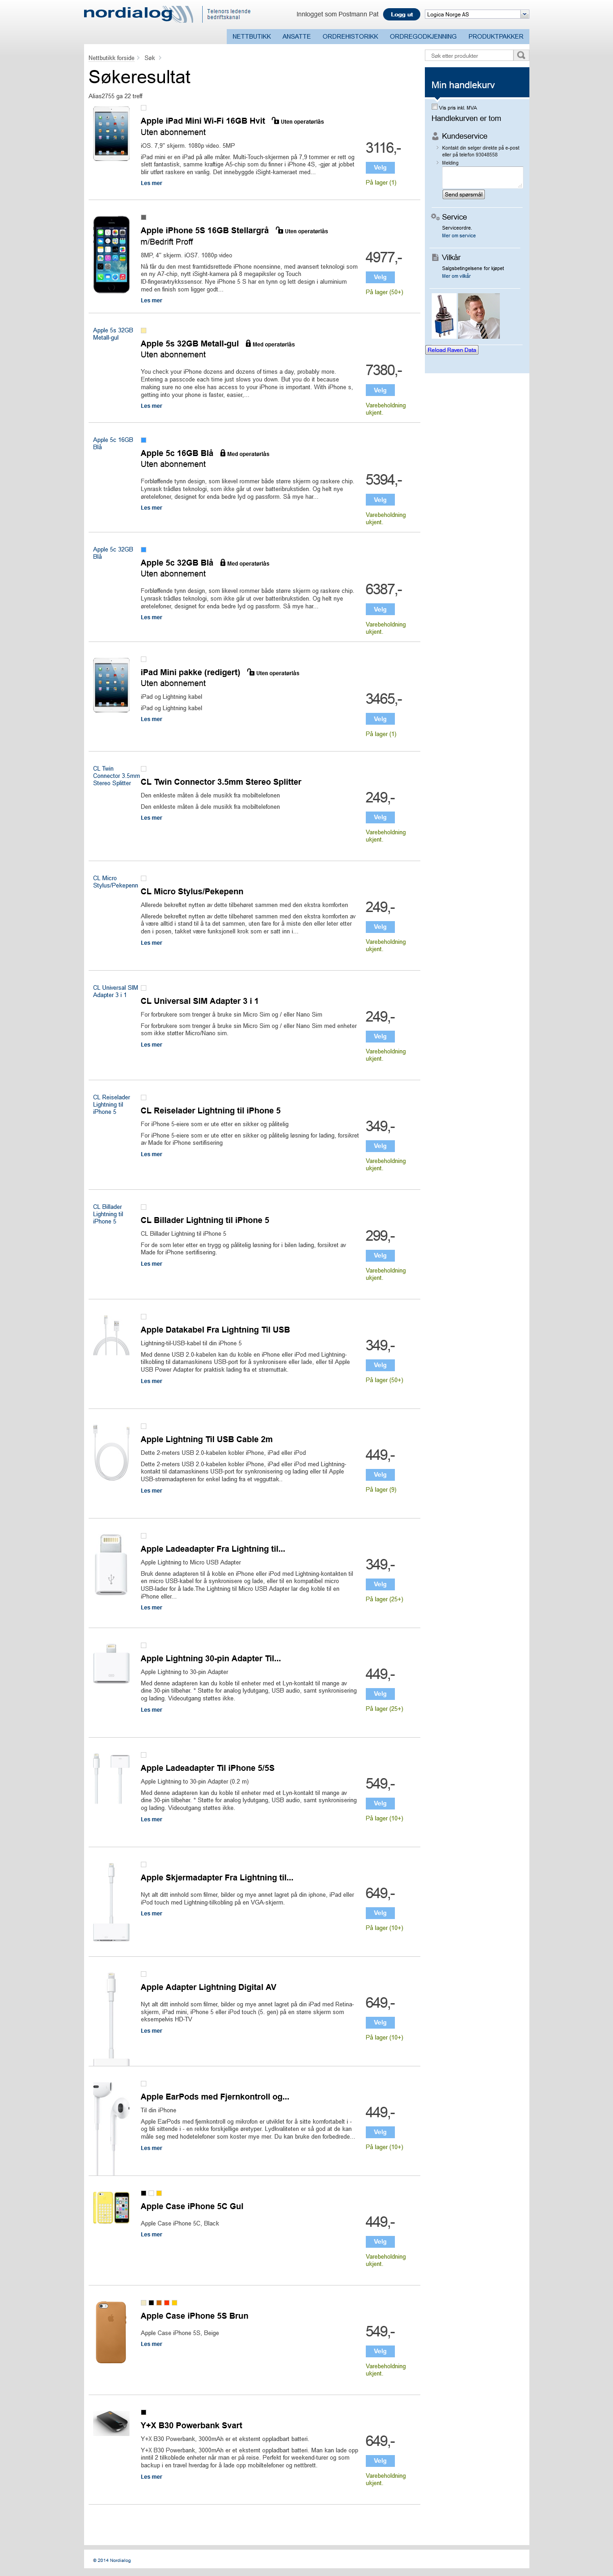 nordialog
Telenors ledende
bedriftskanal
Innlogget som Postmann Pat
Logg ut
Logica Norge AS
NETTBUTIKK ANSATTE ORDREHISTORIKK ORDREGODKJENNING PRODUKTPAKKER
Nettbutikk forside › Søk ›
Søk etter produkter
Søkeresultat
Alias2755 ga 22 treff
Apple iPad Mini Wi-Fi 16GB Hvit Uten operatørlås
Uten abonnement
iOS. 7,9" skjerm. 1080p video. 5MP
iPad mini er en iPad på alle måter. Multi-Touch-skjermen på 7,9 tommer er rett og
slett fantastisk, samme kraftige A5-chip som du finner i iPhone 4S, -gjør at jobbet
blir utført raskere en vanlig. Det innebygde iSight-kameraet med...
Les mer
3116,-
Velg
På lager (1)
Apple iPhone 5S 16GB Stellargrå Uten operatørlås
m/Bedrift Proff
8MP, 4" skjerm. iOS7. 1080p video
Nå får du den mest framtidsrettede iPhone noensinne, med avansert teknologi som
en ny A7-chip, nytt iSight-kamera på 8 megapiksler og Touch
ID-fingeravtrykkssensor. Nye iPhone 5 S har en tynn og lett design i aluminium
med en finish som ligger godt...
Les mer
4977,-
Velg
På lager (50+)
Apple 5s 32GB
Metall-gul
Apple 5s 32GB Metall-gul Med operatørlås
Uten abonnement
You check your iPhone dozens and dozens of times a day, probably more.
Entering a passcode each time just slows you down. But you do it because
making sure no one else has access to your iPhone is important. With iPhone s,
getting into your phone is faster, easier,...
Les mer
7380,-
Velg
Varebeholdning
ukjent.
Apple 5c 16GB
Blå
Apple 5c 16GB Blå Med operatørlås
Uten abonnement
Forbløffende tynn design, som likevel rommer både større skjerm og raskere chip.
Lynrask trådløs teknologi, som ikke går ut over batteribrukstiden. Og helt nye
øretelefoner, designet for enda bedre lyd og passform. Så mye har...
Les mer
5394,-
Velg
Varebeholdning
ukjent.
Apple 5c 32GB
Blå
Apple 5c 32GB Blå Med operatørlås
Uten abonnement
Forbløffende tynn design, som likevel rommer både større skjerm og raskere chip.
Lynrask trådløs teknologi, som ikke går ut over batteribrukstiden. Og helt nye
øretelefoner, designet for enda bedre lyd og passform. Så mye har...
Les mer
6387,-
Velg
Varebeholdning
ukjent.
iPad Mini pakke (redigert) Uten operatørlås
Uten abonnement
iPad og Lightning kabel
iPad og Lightning kabel
Les mer
3465,-
Velg
På lager (1)
CL Twin
Connector 3.5mm
Stereo Splitter
CL Twin Connector 3.5mm Stereo Splitter
Den enkleste måten å dele musikk fra mobiltelefonen
Den enkleste måten å dele musikk fra mobiltelefonen
Les mer
249,-
Velg
Varebeholdning
ukjent.
CL Micro
Stylus/Pekepenn
CL Micro Stylus/Pekepenn
Allerede bekreftet nytten av dette tilbehøret sammen med den ekstra komforten
Allerede bekreftet nytten av dette tilbehøret sammen med den ekstra komforten av
å være alltid i stand til å ta det sammen, uten fare for å miste den eller leter etter
den i posen, takket være funksjonell krok som er satt inn i...
Les mer
249,-
Velg
Varebeholdning
ukjent.
CL Universal SIM
Adapter 3 i 1
CL Universal SIM Adapter 3 i 1
For forbrukere som trenger å bruke sin Micro Sim og / eller Nano Sim
For forbrukere som trenger å bruke sin Micro Sim og / eller Nano Sim med enheter
som ikke støtter Micro/Nano sim.
Les mer
249,-
Velg
Varebeholdning
ukjent.
CL Reiselader
Lightning til
iPhone 5
CL Reiselader Lightning til iPhone 5
For iPhone 5-eiere som er ute etter en sikker og pålitelig
For iPhone 5-eiere som er ute etter en sikker og pålitelig løsning for lading, forsikret
av Made for iPhone sertifisering
Les mer
349,-
Velg
Varebeholdning
ukjent.
CL Billader
Lightning til
iPhone 5
CL Billader Lightning til iPhone 5
CL Billader Lightning til iPhone 5
For de som leter etter en trygg og pålitelig løsning for i bilen lading, forsikret av
Made for iPhone sertifisering.
Les mer
299,-
Velg
Varebeholdning
ukjent.
Apple Datakabel Fra Lightning Til USB
Lightning-til-USB-kabel til din iPhone 5
Med denne USB 2.0-kabelen kan du koble en iPhone eller iPod med Lightning-
tilkobling til datamaskinens USB-port for å synkronisere eller lade, eller til Apple
USB Power Adapter for praktisk lading fra et strømuttak.
Les mer
349,-
Velg
På lager (50+)
Apple Lightning Til USB Cable 2m
Dette 2-meters USB 2.0-kabelen kobler iPhone, iPad eller iPod
Dette 2-meters USB 2.0-kabelen kobler iPhone, iPad eller iPod med Lightning-
kontakt til datamaskinens USB-port for synkronisering og lading eller til Apple
USB-strømadapteren for enkel lading fra et vegguttak..
Les mer
449,-
Velg
På lager (9)
Apple Ladeadapter Fra Lightning til...
Apple Lightning to Micro USB Adapter
Bruk denne adapteren til å koble en iPhone eller iPod med Lightning-kontakten til
en micro USB-kabel for å synkronisere og lade, eller til en kompatibel micro
USB-lader for å lade.The Lightning til Micro USB Adapter lar deg koble til en
iPhone eller...
Les mer
349,-
Velg
På lager (25+)
Apple Lightning 30-pin Adapter Til...
Apple Lightning to 30-pin Adapter
Med denne adapteren kan du koble til enheter med et Lyn-kontakt til mange av
dine 30-pin tilbehør. * Støtte for analog lydutgang, USB audio, samt synkronisering
og lading. Videoutgang støttes ikke.
Les mer
449,-
Velg
På lager (25+)
Apple Ladeadapter Til iPhone 5/5S
Apple Lightning to 30-pin Adapter (0.2 m)
Med denne adapteren kan du koble til enheter med et Lyn-kontakt til mange av
dine 30-pin tilbehør. * Støtte for analog lydutgang, USB audio, samt synkronisering
og lading. Videoutgang støttes ikke.
Les mer
549,-
Velg
På lager (10+)
Apple Skjermadapter Fra Lightning til...
Nyt alt ditt innhold som filmer, bilder og mye annet lagret på din iphone, iPad eller
iPod touch med Lightning-tilkobling på en VGA-skjerm.
Les mer
649,-
Velg
På lager (10+)
Apple Adapter Lightning Digital AV
Nyt alt ditt innhold som filmer, bilder og mye annet lagret på din iPad med Retina-
skjerm, iPad mini, iPhone 5 eller iPod touch (5. gen) på en større skjerm som
eksempelvis HD-TV
Les mer
649,-
Velg
På lager (10+)
Apple EarPods med Fjernkontroll og...
Til din iPhone
Apple EarPods med fjernkontroll og mikrofon er utviklet for å sitte komfortabelt i -
og bli sittende i - en rekke forskjellige øretyper. Lydkvaliteten er så god at de kan
måle seg med hodetelefoner som koster mye mer. Du kan bruke den forbedrede...
Les mer
449,-
Velg
På lager (10+)
Apple Case iPhone 5C Gul
Apple Case iPhone 5C, Black
Les mer
449,-
Velg
Varebeholdning
ukjent.
Apple Case iPhone 5S Brun
Apple Case iPhone 5S, Beige
Les mer
549,-
Velg
Varebeholdning
ukjent.
Y+X B30 Powerbank Svart
Y+X B30 Powerbank, 3000mAh er et eksternt oppladbart batteri.
Y+X B30 Powerbank, 3000mAh er et eksternt oppladbart batteri. Man kan lade opp
inntil 2 tilkoblede enheter når man er på reise. Perfekt for weekend-turer og som
backup i en travel hverdag for å lade opp mobiltelefoner og nettbrett.
Les mer
649,-
Velg
Varebeholdning
ukjent.
Min handlekurv
Vis pris inkl. MVA
Handlekurven er tom
Kundeservice
Kontakt din selger direkte på e-post
eller på telefon 93048558
Melding
Send spørsmål
Service
Serviceordre.
Mer om service
Vilkår
Salgsbetingelsene for kjøpet
Mer om vilkår
Reload Raven Data
© 2014 Nordialog